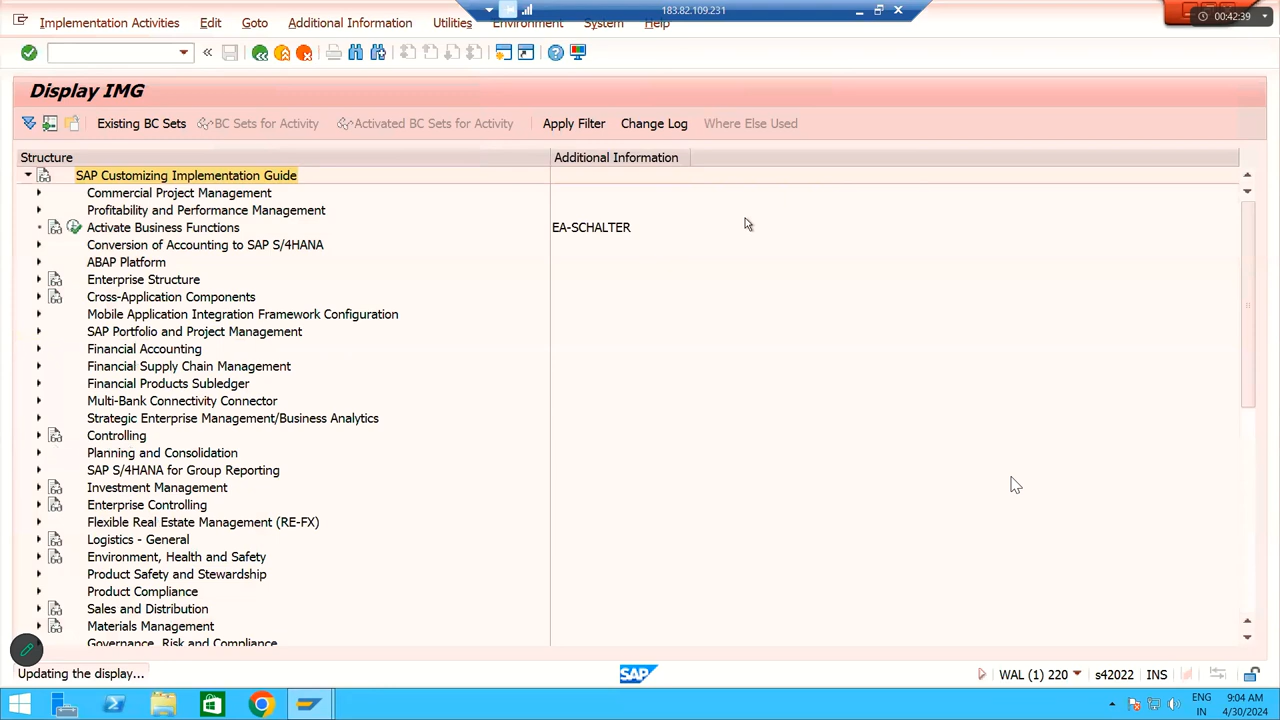 183.82.109.231
00:42:39
Implementation Activities Edit Goto Additional Information Utilities Environment System Help
Display IMG
Existing BC Sets BC Sets for Activity Activated BC Sets for Activity Apply Filter Change Log Where Else Used
Structure Additional Information
SAP Customizing Implementation Guide
Commercial Project Management
Profitability and Performance Management
Activate Business Functions EA-SCHALTER
Conversion of Accounting to SAP S/4HANA
ABAP Platform
Enterprise Structure
Cross-Application Components
Mobile Application Integration Framework Configuration
SAP Portfolio and Project Management
Financial Accounting
Financial Supply Chain Management
Financial Products Subledger
Multi-Bank Connectivity Connector
Strategic Enterprise Management/Business Analytics
Controlling
Planning and Consolidation
SAP S/4HANA for Group Reporting
Investment Management
Enterprise Controlling
Flexible Real Estate Management (RE-FX)
Logistics - General
Environment, Health and Safety
Product Safety and Stewardship
Product Compliance
Sales and Distribution
Materials Management
Governance, Risk and Compliance
Updating the display... SAP WAL (1) 220 s42022 INS
ENG 9:04 AM
IN 4/30/2024